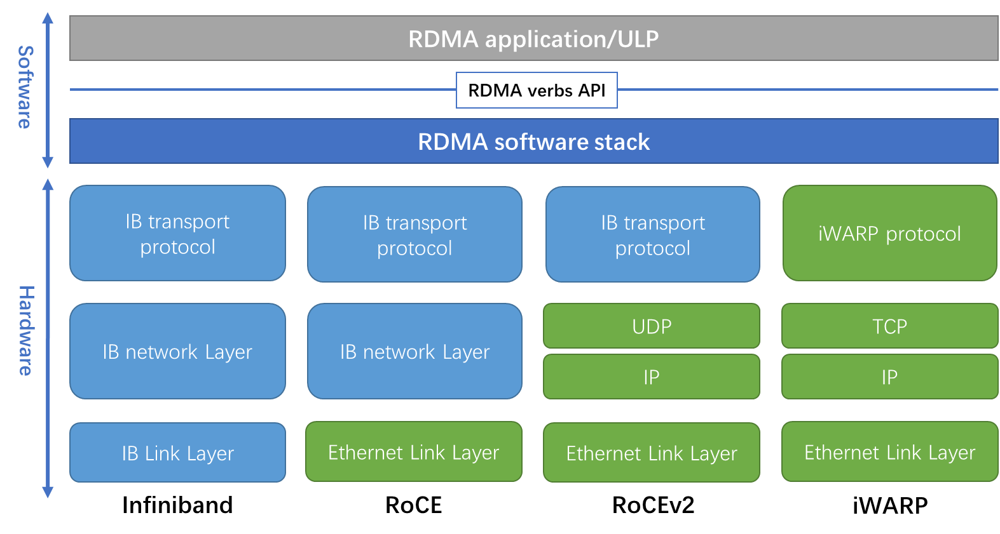 Software
RDMA application/ULP
RDMA verbs API
RDMA software stack
Hardware
IB transport
protocol
IB transport
protocol
IB transport
protocol
iWARP protocol
IB network Layer
IB network Layer
UDP
IP
TCP
IP
IB Link Layer
Ethernet Link Layer
Ethernet Link Layer
Ethernet Link Layer
Infiniband
RoCE
RoCEv2
iWARP